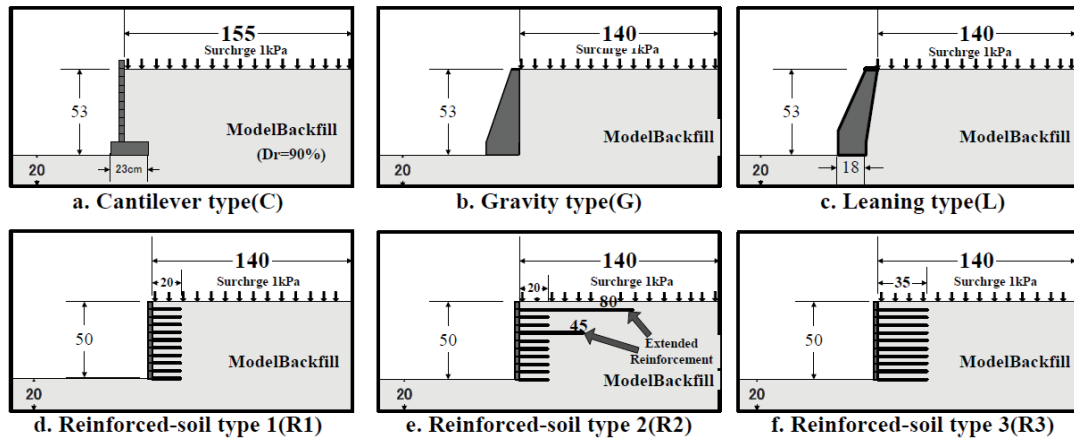 155
Surchrge 1kPa
53
ModelBackfill
(Dr=90%)
20
23cm
a. Cantilever type(C)
140
Surchrge 1kPa
53
ModelBackfill
20
b. Gravity type(G)
140
Surchrge 1kPa
53
ModelBackfill
20
18
c. Leaning type(L)
140
20
Surchrge 1kPa
50
ModelBackfill
20
d. Reinforced-soil type 1(R1)
140
20
Surchrge 1kPa
80
45
50
Extended
Reinforcement
ModelBackfill
20
e. Reinforced-soil type 2(R2)
140
35
Surchrge 1kPa
50
ModelBackfill
20
f. Reinforced-soil type 3(R3)